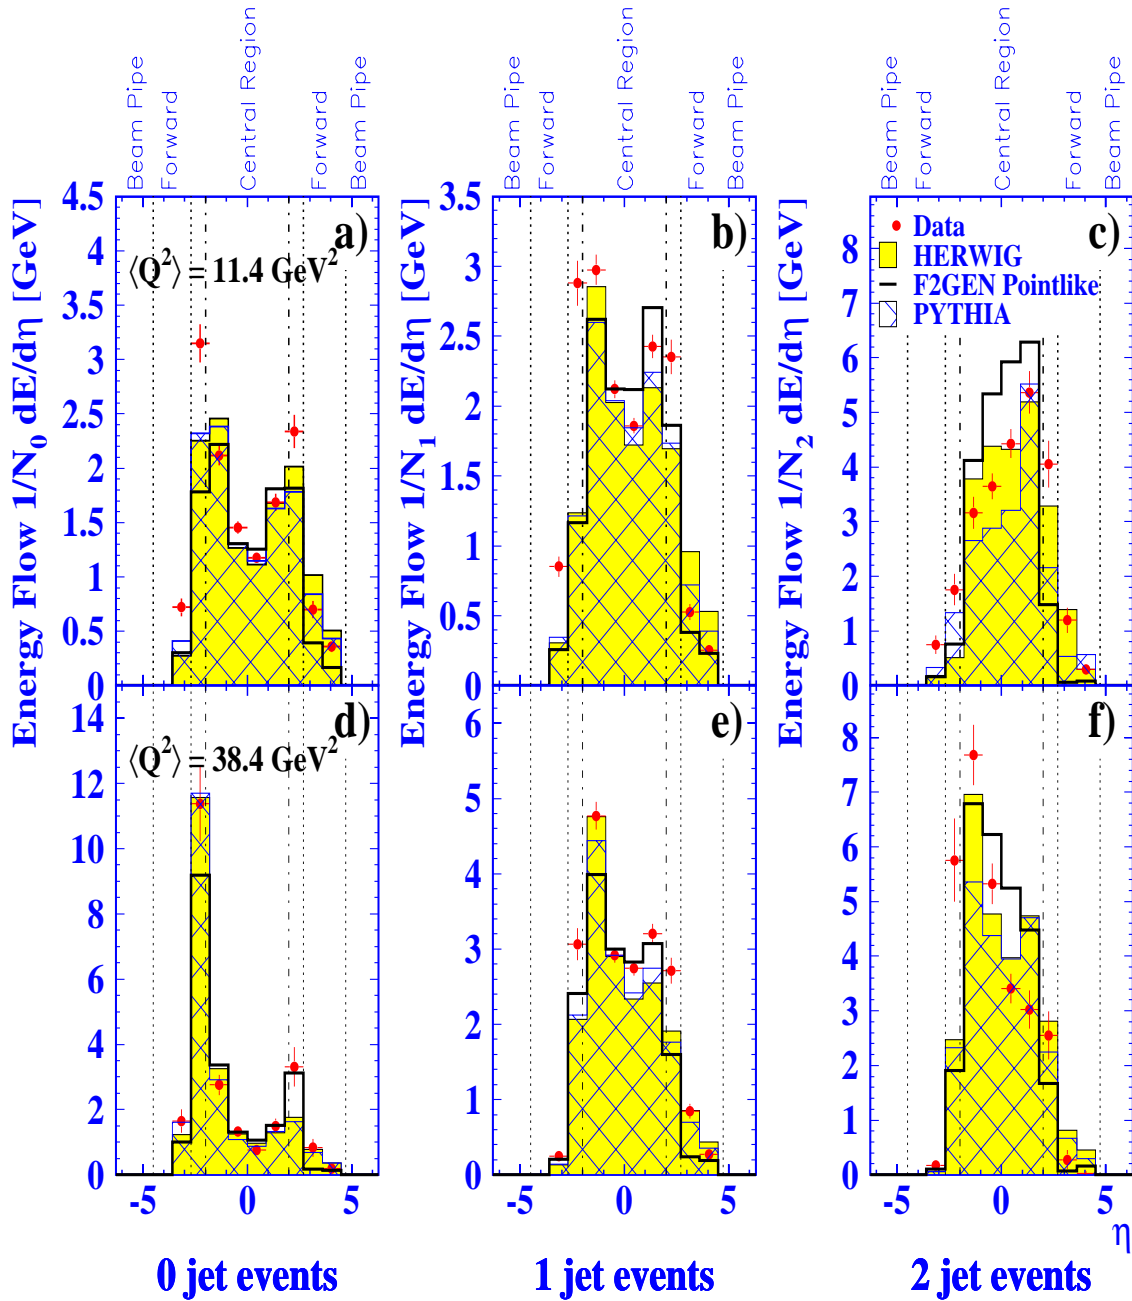 Beam Pipe
Forward
Central Region
Forward
Beam Pipe
Beam Pipe
Forward
Central Region
Forward
Beam Pipe
Beam Pipe
Forward
Central Region
Forward
Beam Pipe
Energy Flow 1/N0 dE/dη [GeV]
4.5
4
3.5
3
2.5
2
1.5
1
0.5
0
a)
⟨Q²⟩ = 11.4 GeV²
Energy Flow 1/N1 dE/dη [GeV]
3.5
3
2.5
2
1.5
1
0.5
0
b)
Energy Flow 1/N2 dE/dη [GeV]
8
7
6
5
4
3
2
1
0
c)
Data
HERWIG
F2GEN Pointlike
PYTHIA
14
12
10
8
6
4
2
0
d)
⟨Q²⟩ = 38.4 GeV²
-5 0 5
6
5
4
3
2
1
0
e)
-5 0 5
8
7
6
5
4
3
2
1
0
f)
-5 0 5
η
0 jet events
1 jet events
2 jet events